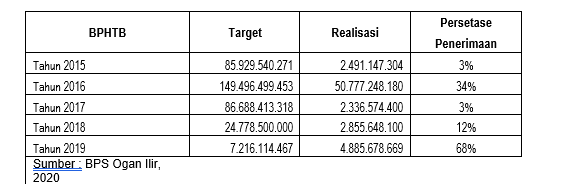 BPHTB Target Realisasi Persetase Penerimaan
Tahun 2015 85.929.540.271 2.491.147.304 3%
Tahun 2016 149.496.499.453 50.777.248.180 34%
Tahun 2017 86.688.413.318 2.336.574.400 3%
Tahun 2018 24.778.500.000 2.855.648.100 12%
Tahun 2019 7.216.114.467 4.885.678.669 68%
Sumber : BPS Ogan Ilir,
2020